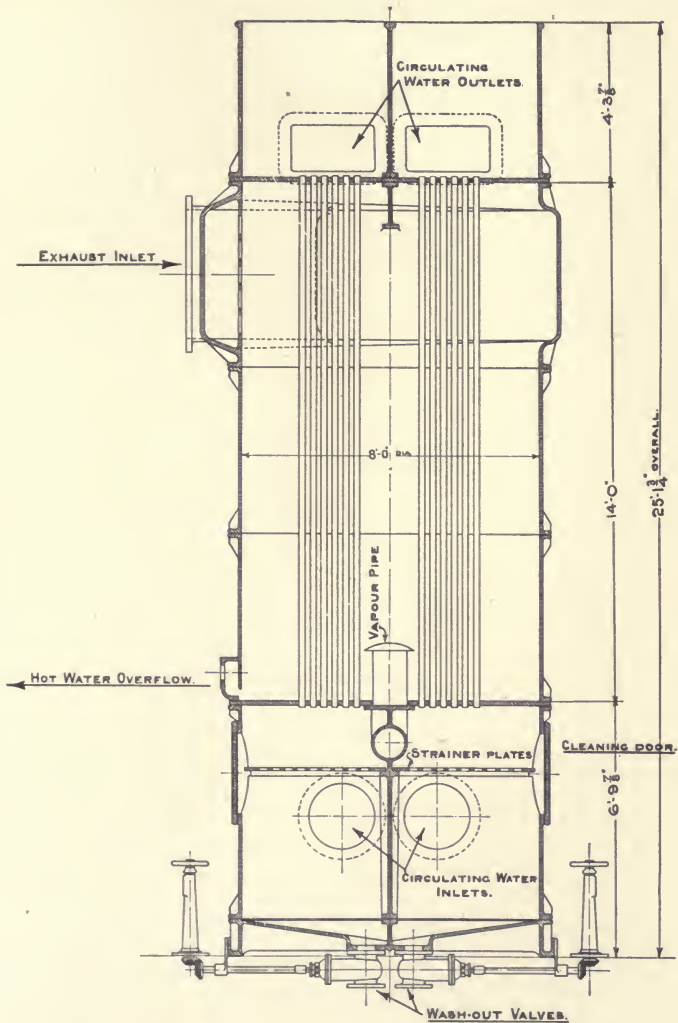 CIRCULATING
WATER OUTLETS.
4'-3⅞"
EXHAUST INLET
8'-0" DIA
14'-0"
25'-1¾" OVERALL.
VAPOUR PIPE
HOT WATER OVERFLOW.
STRAINER PLATES
CLEANING DOOR.
6'-9⅞"
CIRCULATING WATER
INLETS.
WASH-OUT VALVES.